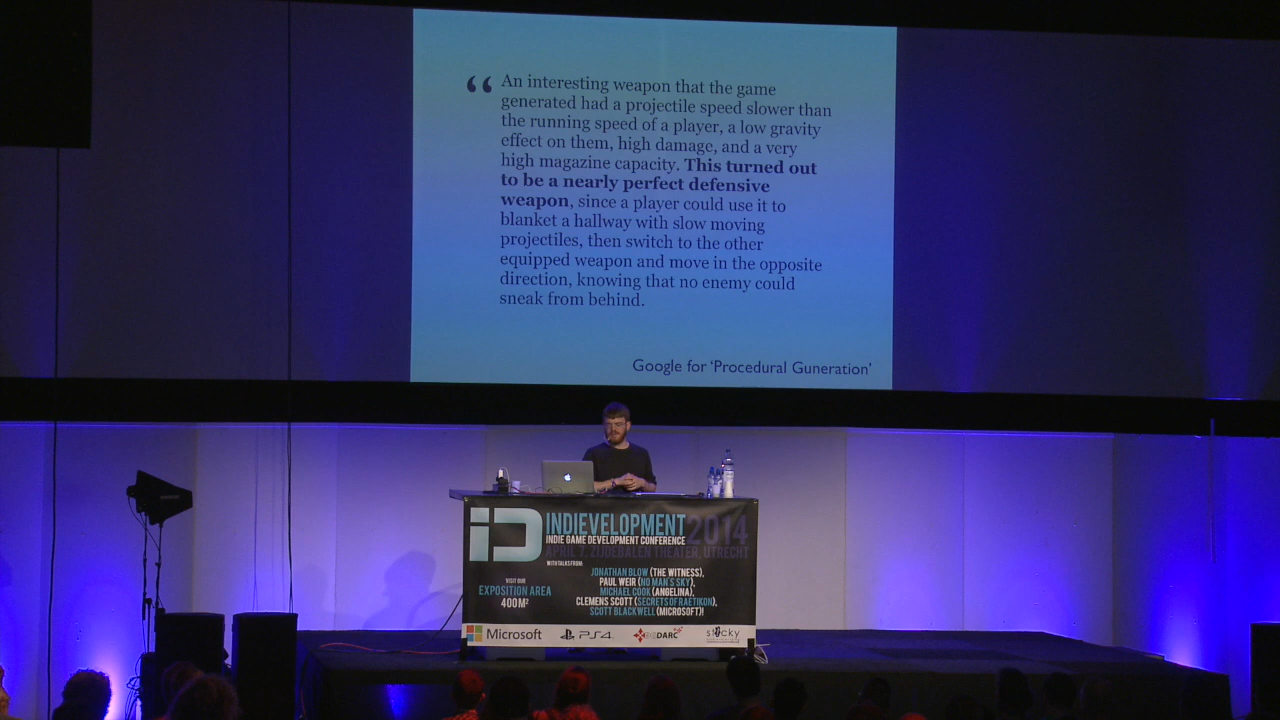 “ An interesting weapon that the game
generated had a projectile speed slower than
the running speed of a player, a low gravity
effect on them, high damage, and a very
high magazine capacity. This turned out
to be a nearly perfect defensive
weapon, since a player could use it to
blanket a hallway with slow moving
projectiles, then switch to the other
equipped weapon and move in the opposite
direction, knowing that no enemy could
sneak from behind.
Google for ‘Procedural Guneration’
iD
INDIEVELOPMENT 2014
INDIE GAME DEVELOPMENT CONFERENCE
APRIL 7, ZIJDEBALEN THEATER, UTRECHT
WITH TALKS FROM:
JONATHAN BLOW (THE WITNESS),
PAUL WEIR (NO MAN'S SKY),
MICHAEL COOK (ANGELINA),
CLEMENS SCOTT (SECRETS OF RAETIKON),
SCOTT BLACKWELL (MICROSOFT)!
VISIT OUR
EXPOSITION AREA
400M²
Microsoft
PS4